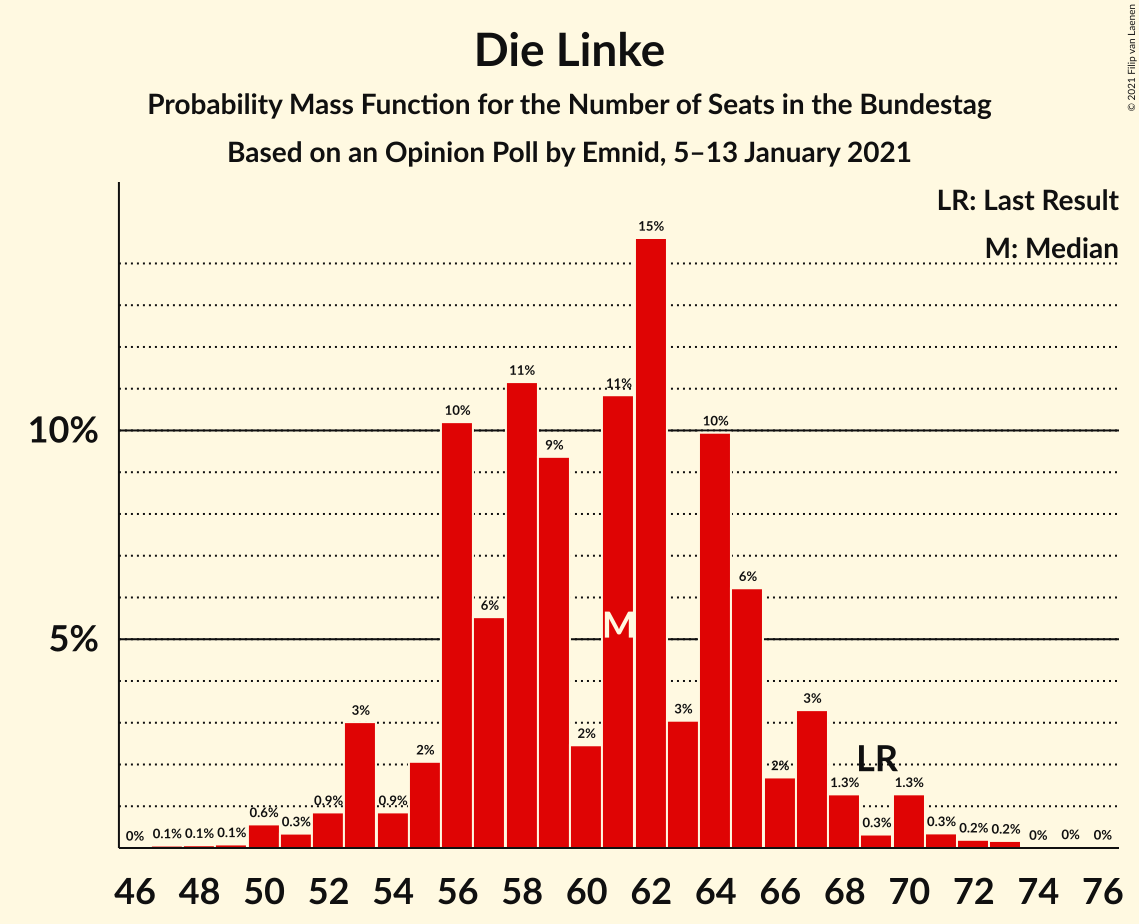 Die Linke
Probability Mass Function for the Number of Seats in the Bundestag
Based on an Opinion Poll by Emnid, 5–13 January 2021
© 2021 Filip van Laenen
LR: Last Result
M: Median
10%
5%
0% 0.1% 0.1% 0.1% 0.6% 0.3% 0.9% 3% 0.9% 2% 10% 6% 11% 9% 2% 11% 15% 3% 10% 6% 2% 3% 1.3% 0.3% 1.3% 0.3% 0.2% 0.2% 0% 0% 0%
M
LR
46 48 50 52 54 56 58 60 62 64 66 68 70 72 74 76